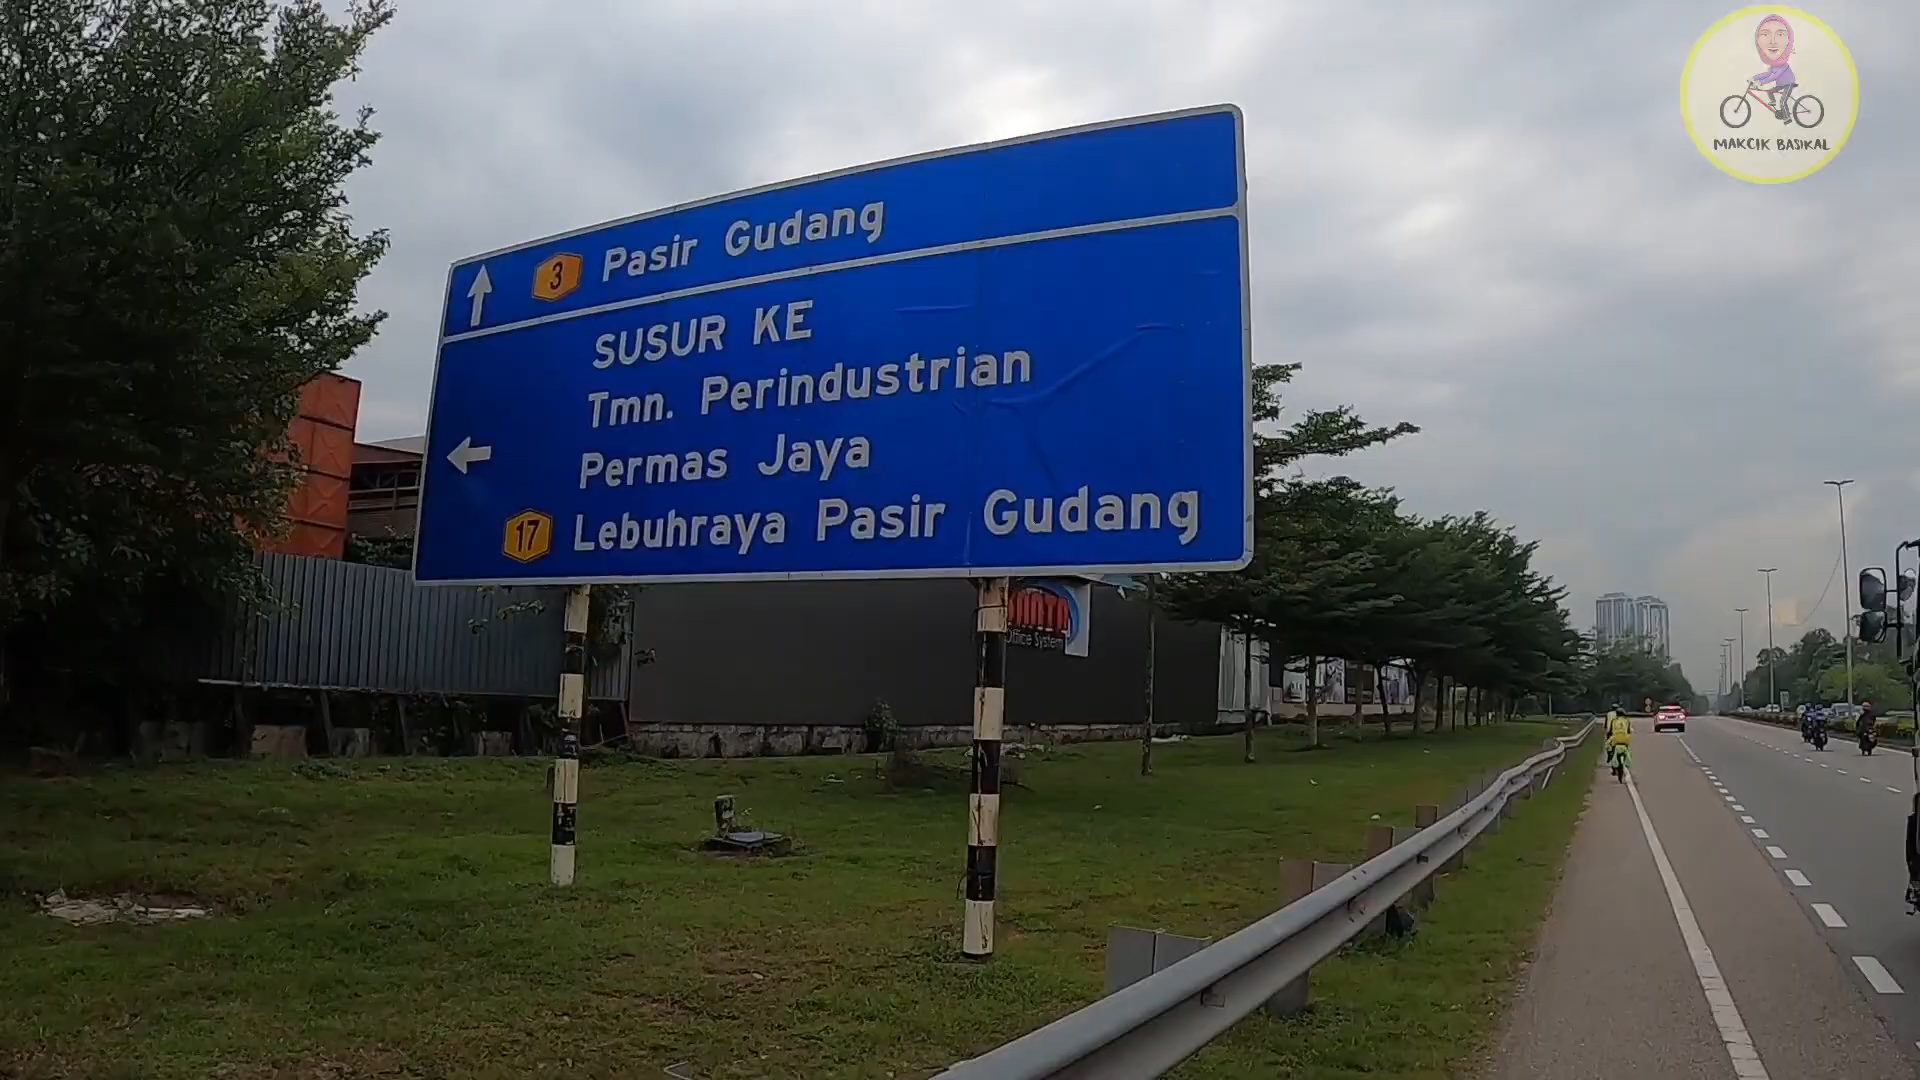 MAKCIK BASIKAL
3 Pasir Gudang
SUSUR KE
Tmn. Perindustrian
Permas Jaya
17 Lebuhraya Pasir Gudang
Office System